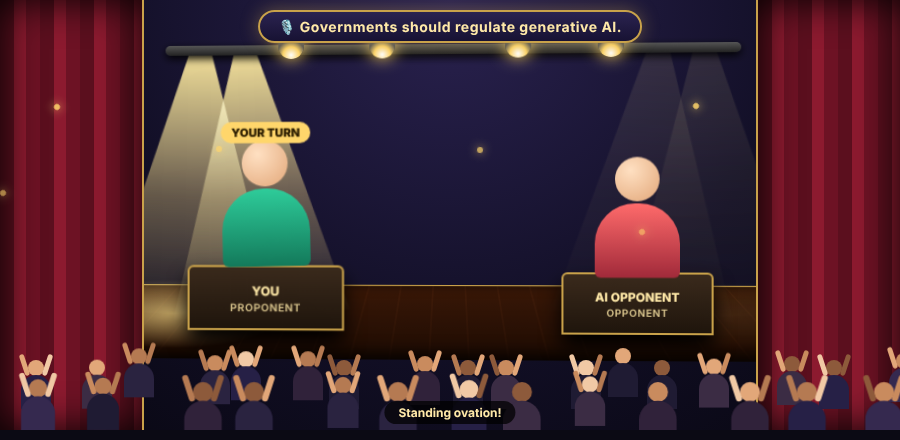 🎙️ Governments should regulate generative AI.
YOUR TURN
YOU
PROPONENT
AI OPPONENT
OPPONENT
Standing ovation!